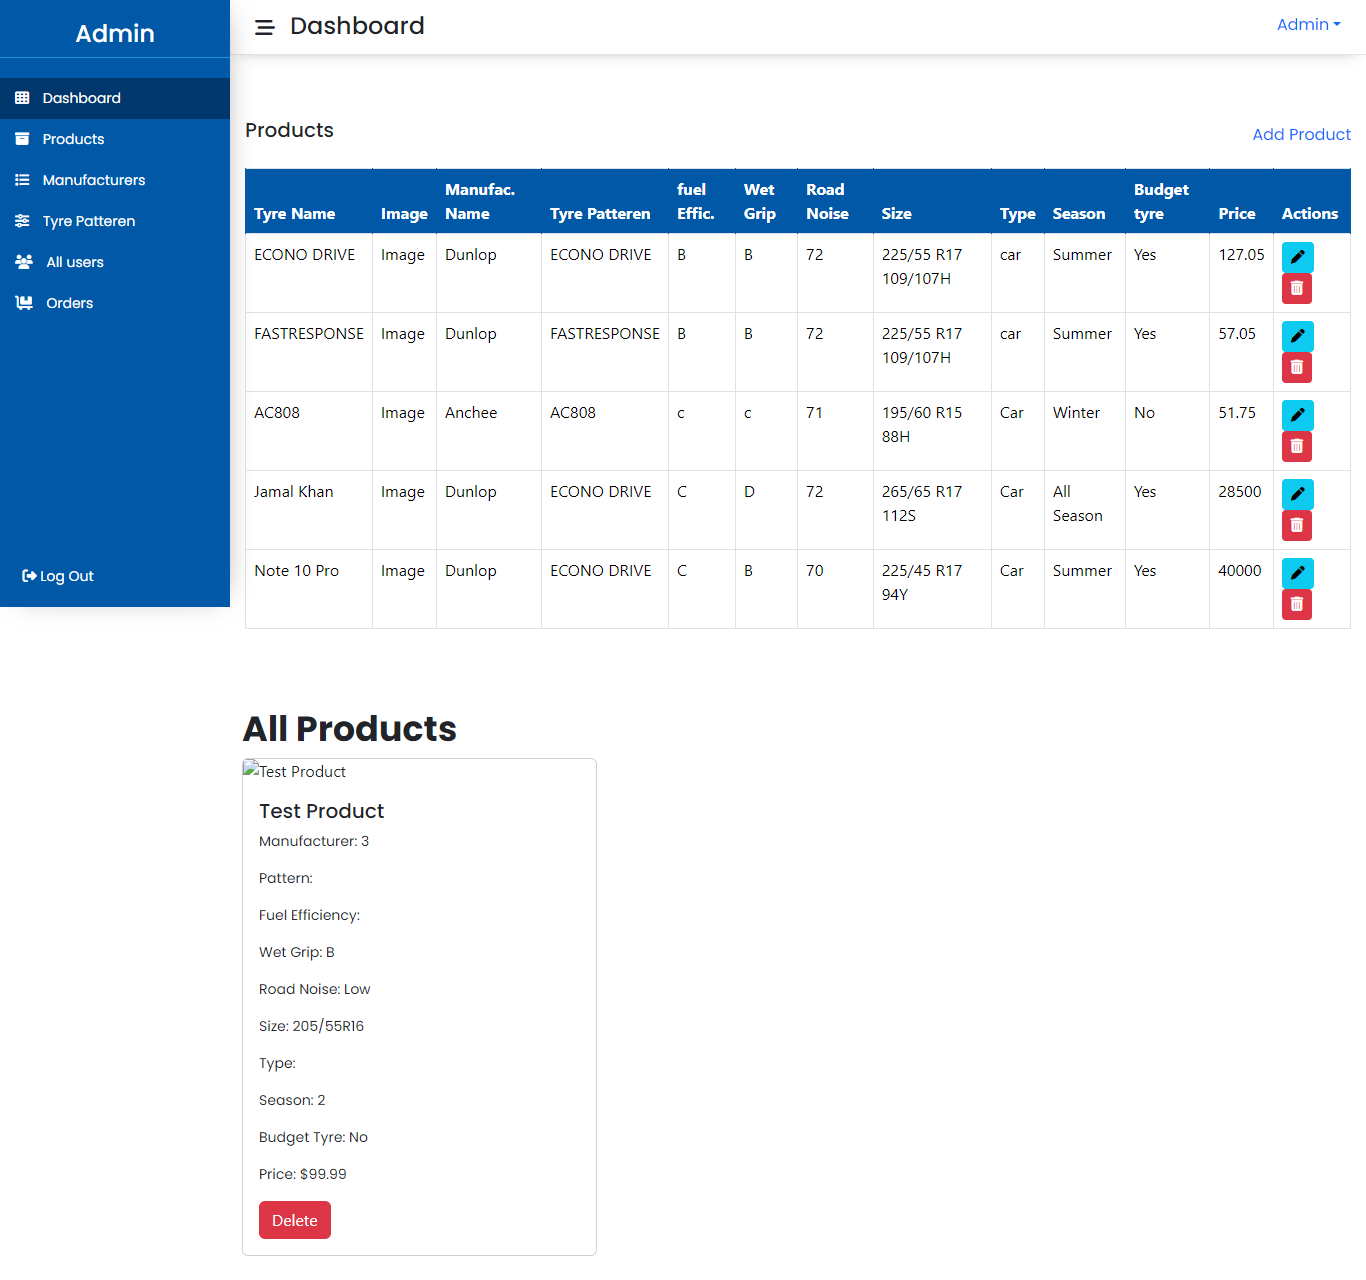 Admin
Dashboard
Products
Manufacturers
Tyre Patteren
All users
Orders
Log Out
Dashboard
Admin
Products
Add Product
Tyre Name Image Manufac. Name Tyre Patteren fuel Effic. Wet Grip Road Noise Size Type Season Budget tyre Price Actions
ECONO DRIVE Image Dunlop ECONO DRIVE B B 72 225/55 R17 109/107H car Summer Yes 127.05
FASTRESPONSE Image Dunlop FASTRESPONSE B B 72 225/55 R17 109/107H car Summer Yes 57.05
AC808 Image Anchee AC808 c c 71 195/60 R15 88H Car Winter No 51.75
Jamal Khan Image Dunlop ECONO DRIVE C D 72 265/65 R17 112S Car All Season Yes 28500
Note 10 Pro Image Dunlop ECONO DRIVE C B 70 225/45 R17 94Y Car Summer Yes 40000
All Products
Test Product
Test Product
Manufacturer: 3
Pattern:
Fuel Efficiency:
Wet Grip: B
Road Noise: Low
Size: 205/55R16
Type:
Season: 2
Budget Tyre: No
Price: $99.99
Delete